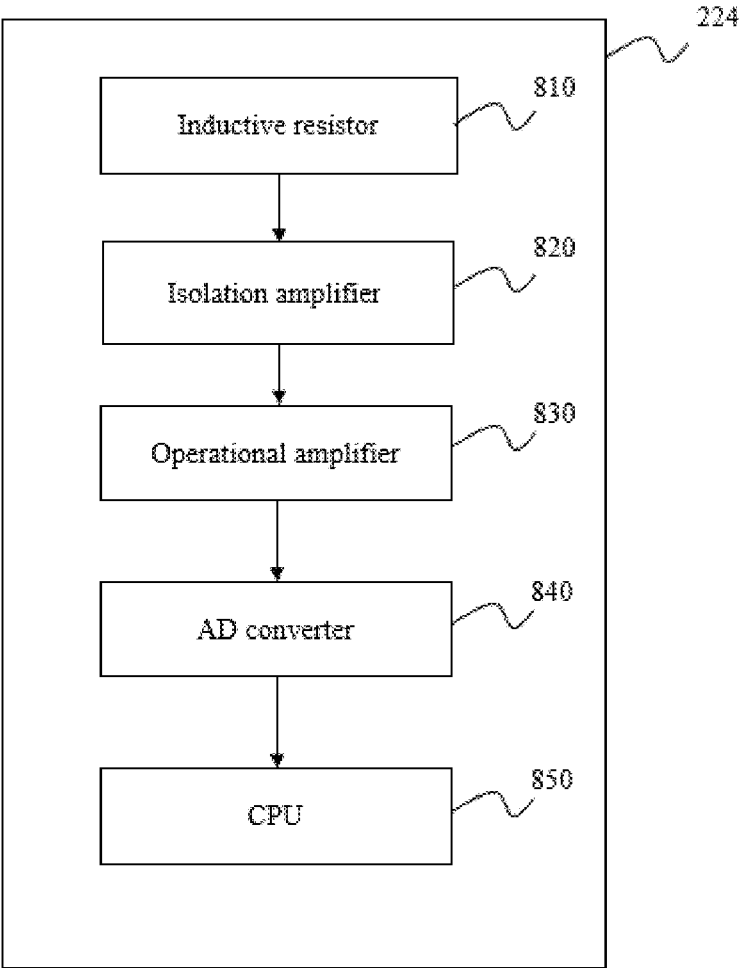 224
810
Inductive resistor
820
Isolation amplifier
830
Operational amplifier
840
AD converter
850
CPU